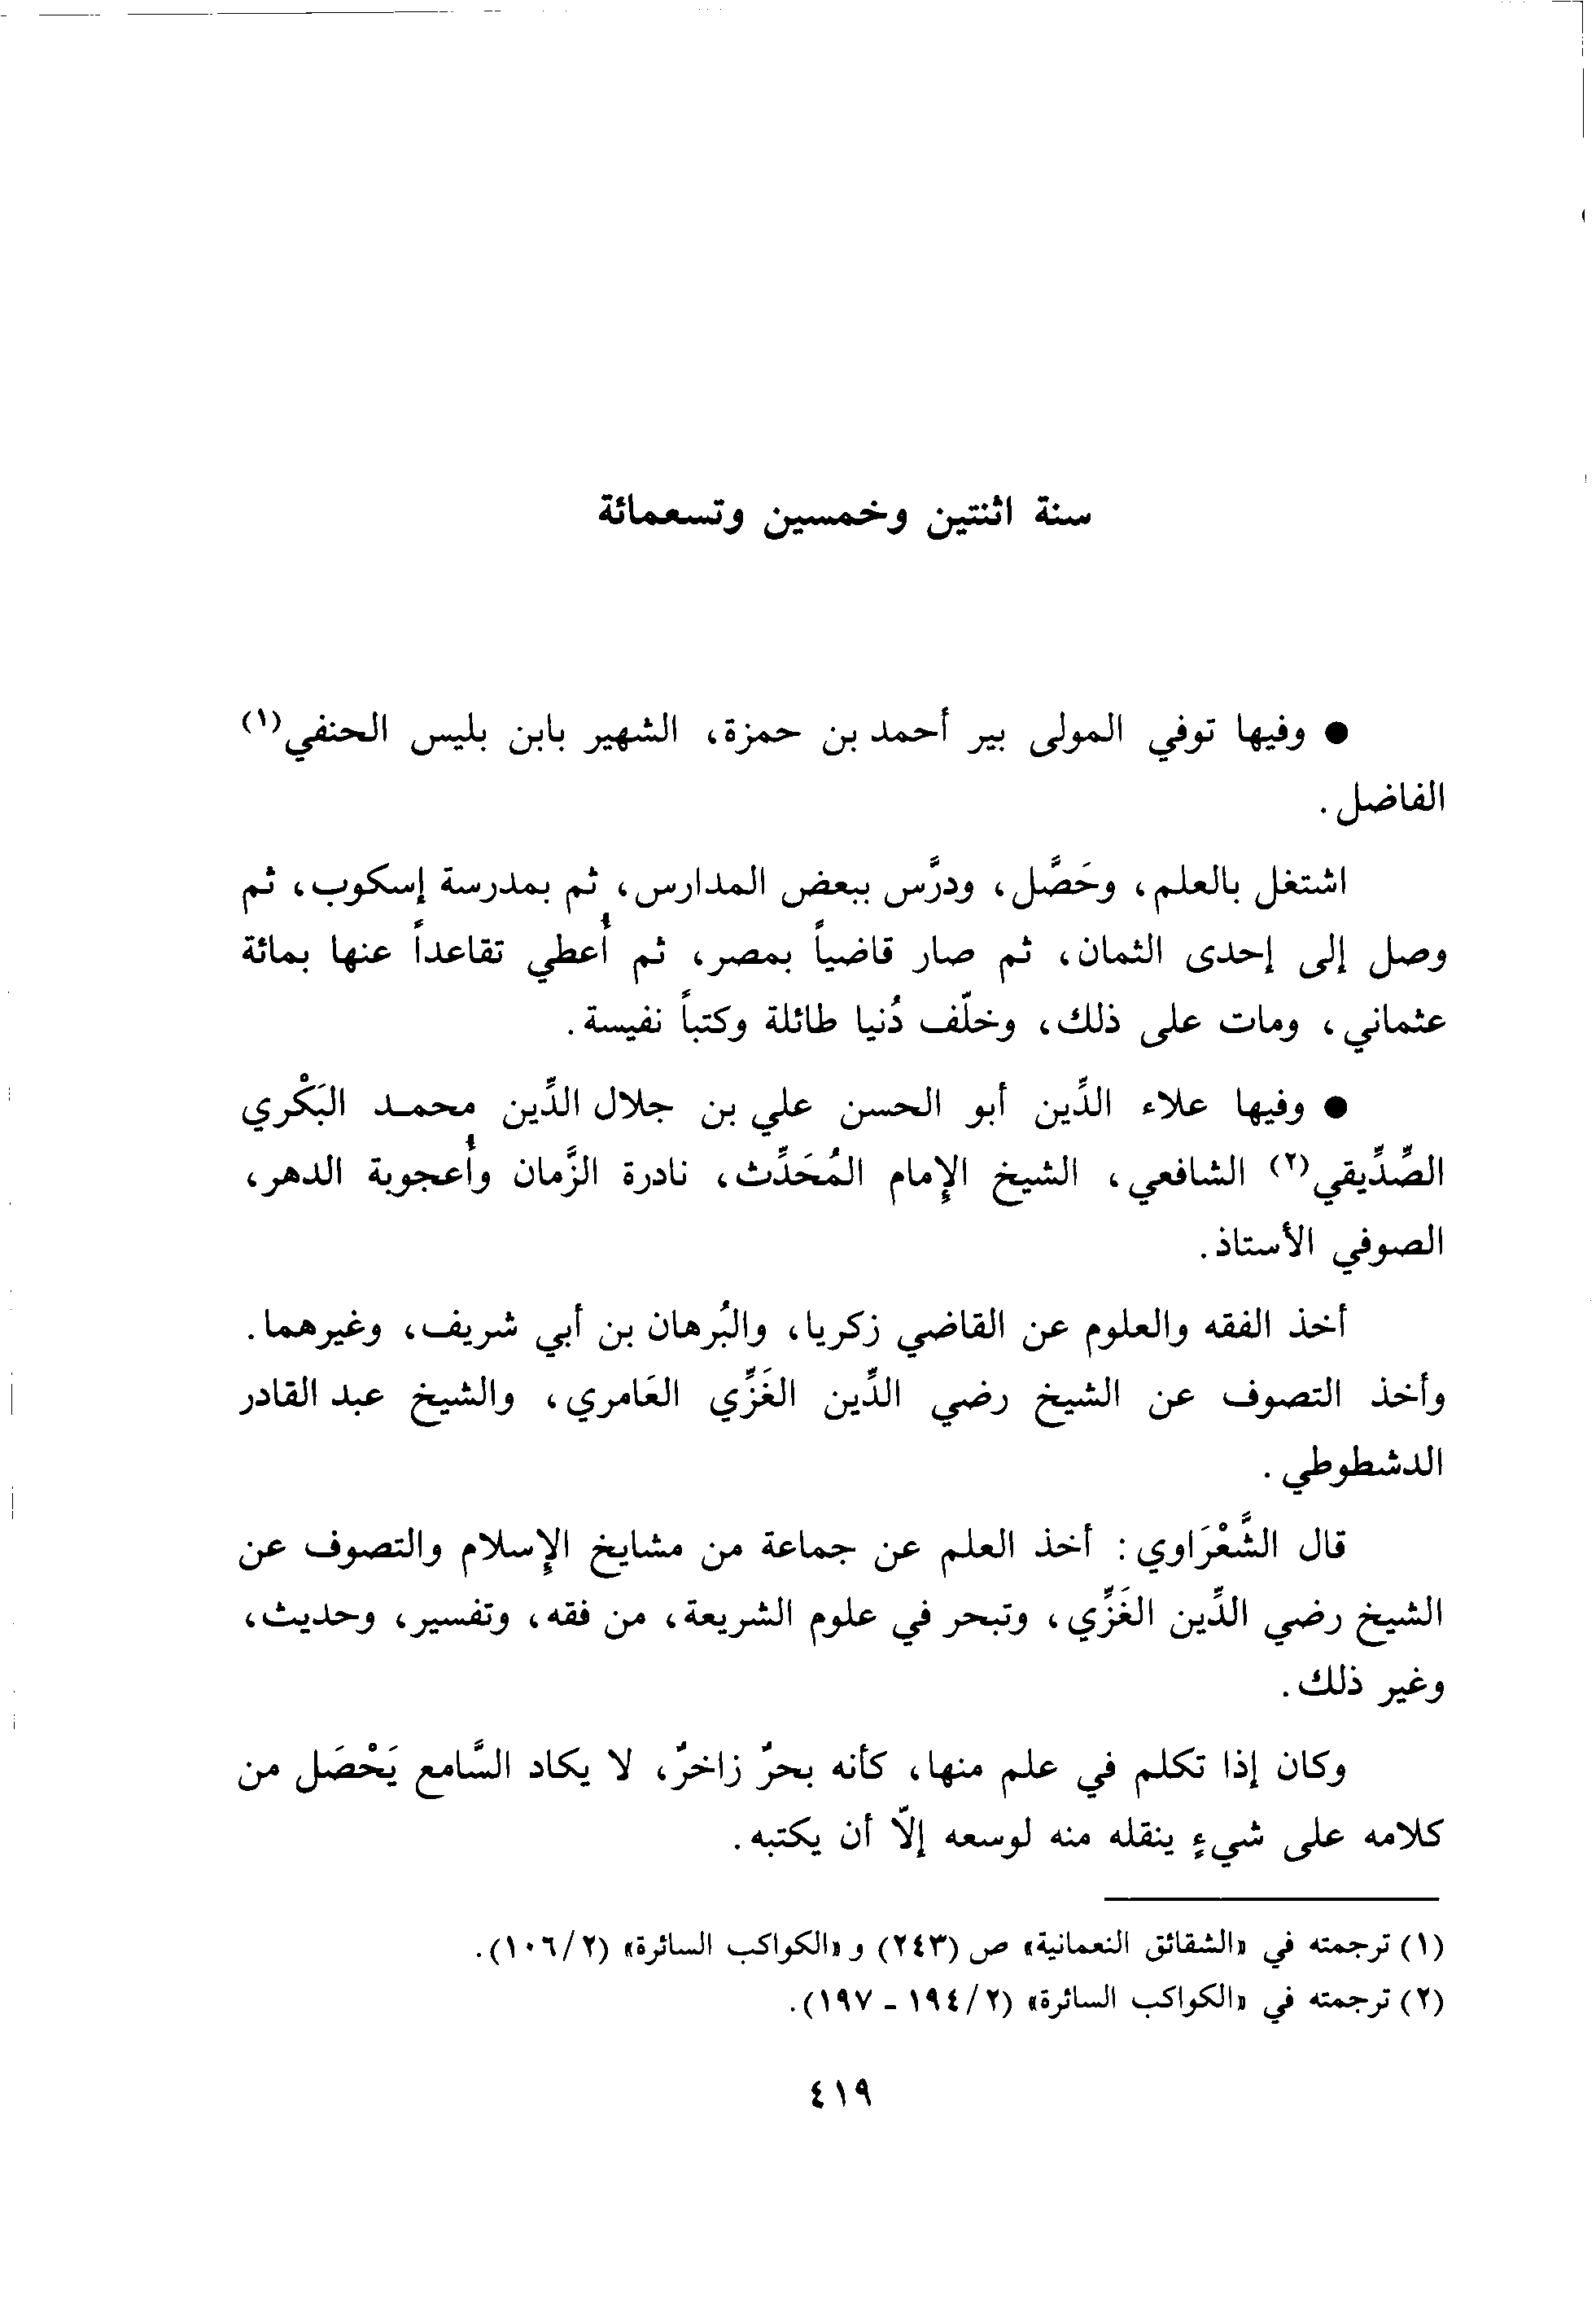 سنة اثنتين وخمسين وتسعمائة
● وفيها توفي المولى بير أحمد بن حمزة، الشهير بابن بليس الحنفي(١)
الفاضل.
اشتغل بالعلم، وحَصَّل، ودرَّس ببعض المدارس، ثم بمدرسة إسكوب، ثم
وصل إلى إحدى الثمان، ثم صار قاضياً بمصر، ثم أُعطي تقاعداً عنها بمائة
عثماني، ومات على ذلك، وخلّف دُنيا طائلة وكتباً نفيسة.
● وفيها علاء الدِّين أبو الحسن علي بن جلال الدِّين محمد البَكْري
الصِّدِّيقي(٢) الشافعي، الشيخ الإمام المُحَدِّث، نادرة الزَّمان وأُعجوبة الدهر،
الصوفي الأستاذ.
أخذ الفقه والعلوم عن القاضي زكريا، والبُرهان بن أبي شريف، وغيرهما.
وأخذ التصوف عن الشيخ رضي الدِّين الغَزِّي العَامري، والشيخ عبد القادر
الدشطوطي.
قال الشَّعْرَاوي: أخذ العلم عن جماعة من مشايخ الإسلام والتصوف عن
الشيخ رضي الدِّين الغَزِّي، وتبحر في علوم الشريعة، من فقه، وتفسير، وحديث،
وغير ذلك.
وكان إذا تكلم في علم منها، كأنه بحرٌ زاخرٌ، لا يكاد السَّامع يَحْصَل من
كلامه على شيءٍ ينقله منه لوسعه إلّا أن يكتبه.
(١) ترجمته في «الشقائق النعمانية» ص (٢٤٣) و «الكواكب السائرة» (٢/١٠٦).
(٢) ترجمته في «الكواكب السائرة» (٢/١٩٤ - ١٩٧).
٤١٩